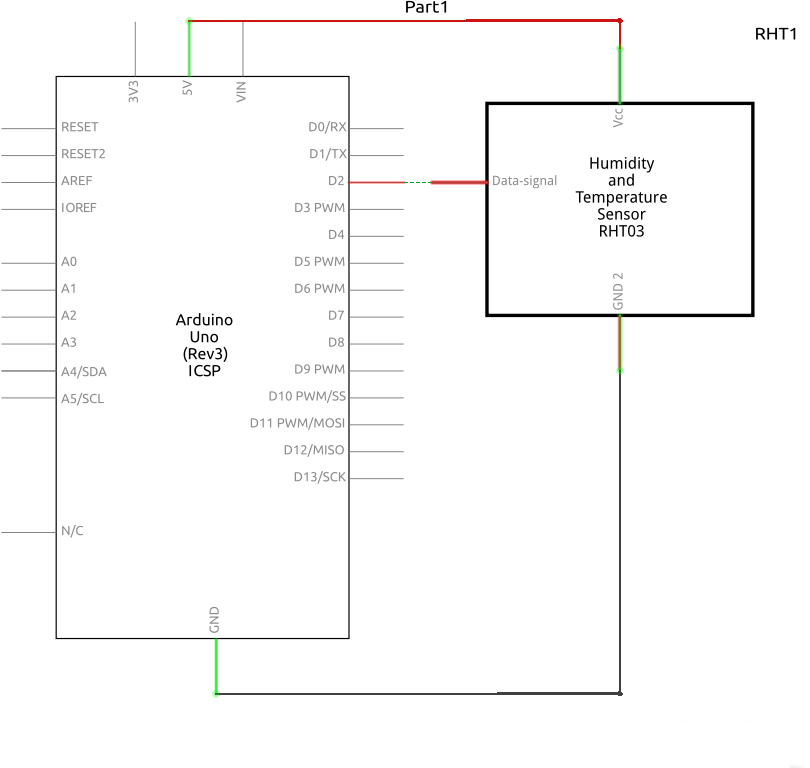 Part1
RHT1
3V3
5V
VIN
RESET
RESET2
AREF
IOREF
A0
A1
A2
A3
A4/SDA
A5/SCL
N/C
Arduino
Uno
(Rev3)
ICSP
D0/RX
D1/TX
D2
D3 PWM
D4
D5 PWM
D6 PWM
D7
D8
D9 PWM
D10 PWM/SS
D11 PWM/MOSI
D12/MISO
D13/SCK
GND
Vcc
Data-signal
Humidity
and
Temperature
Sensor
RHT03
GND 2